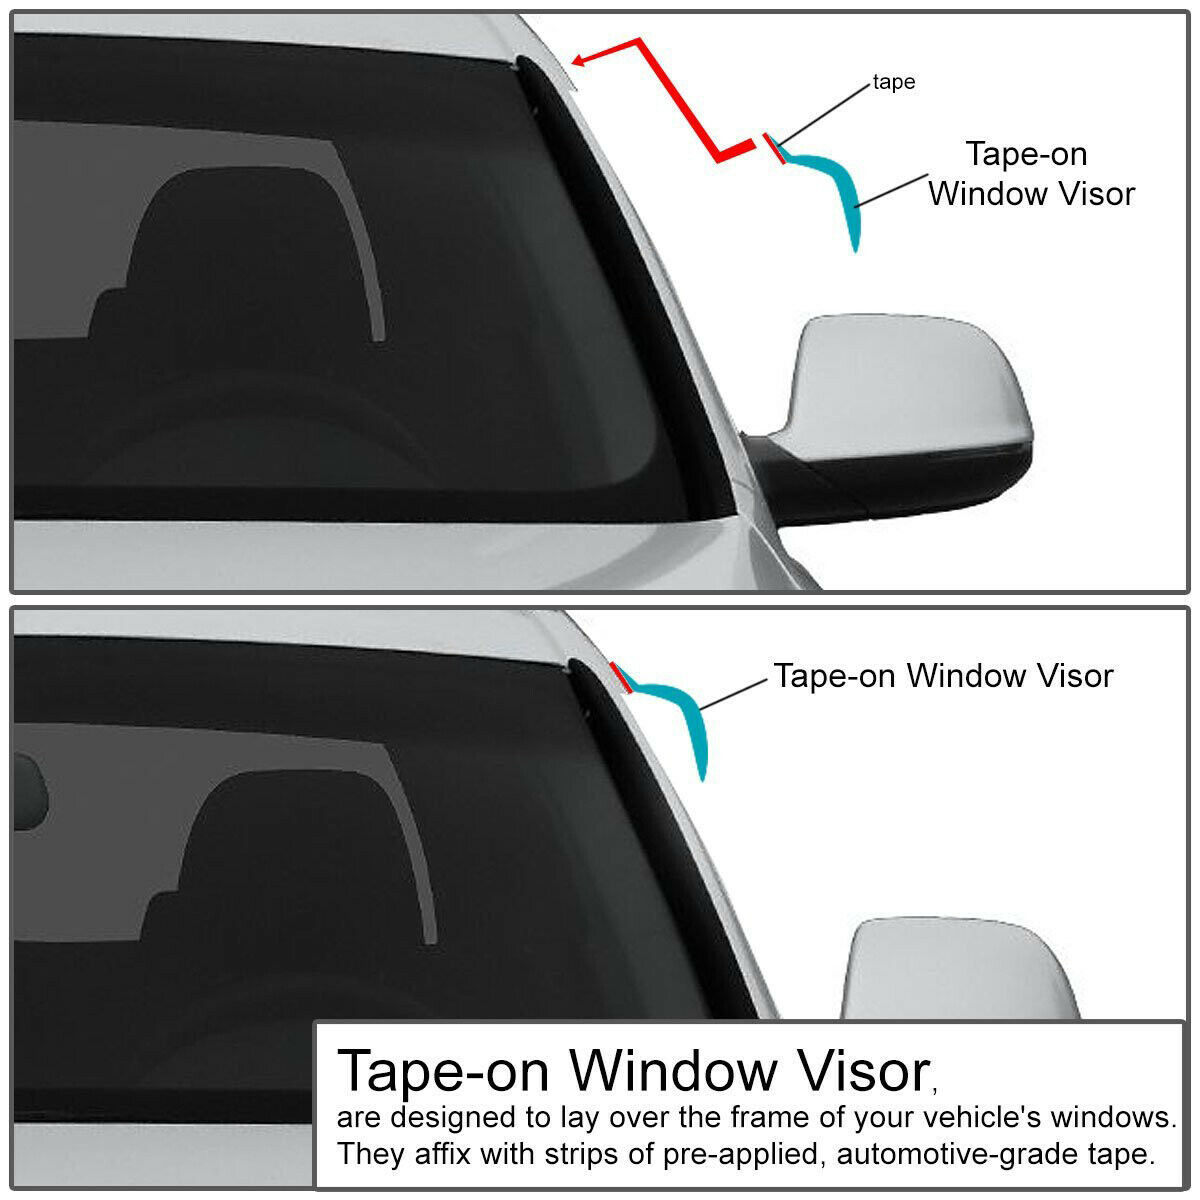 tape
Tape-on
Window Visor
Tape-on Window Visor
Tape-on Window Visor,
are designed to lay over the frame of your vehicle's windows.
They affix with strips of pre-applied, automotive-grade tape.